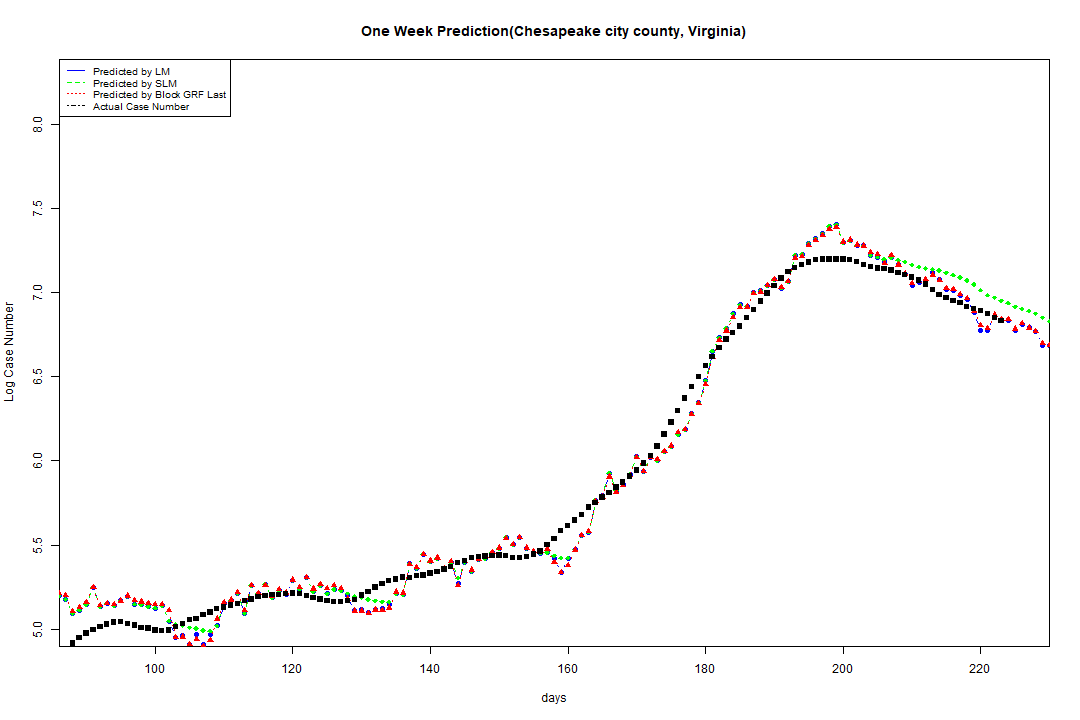 One Week Prediction(Chesapeake city county, Virginia)
Predicted by LM
Predicted by SLM
Predicted by Block GRF Last
Actual Case Number
8.0
7.5
7.0
6.5
6.0
5.5
5.0
Log Case Number
100 120 140 160 180 200 220
days